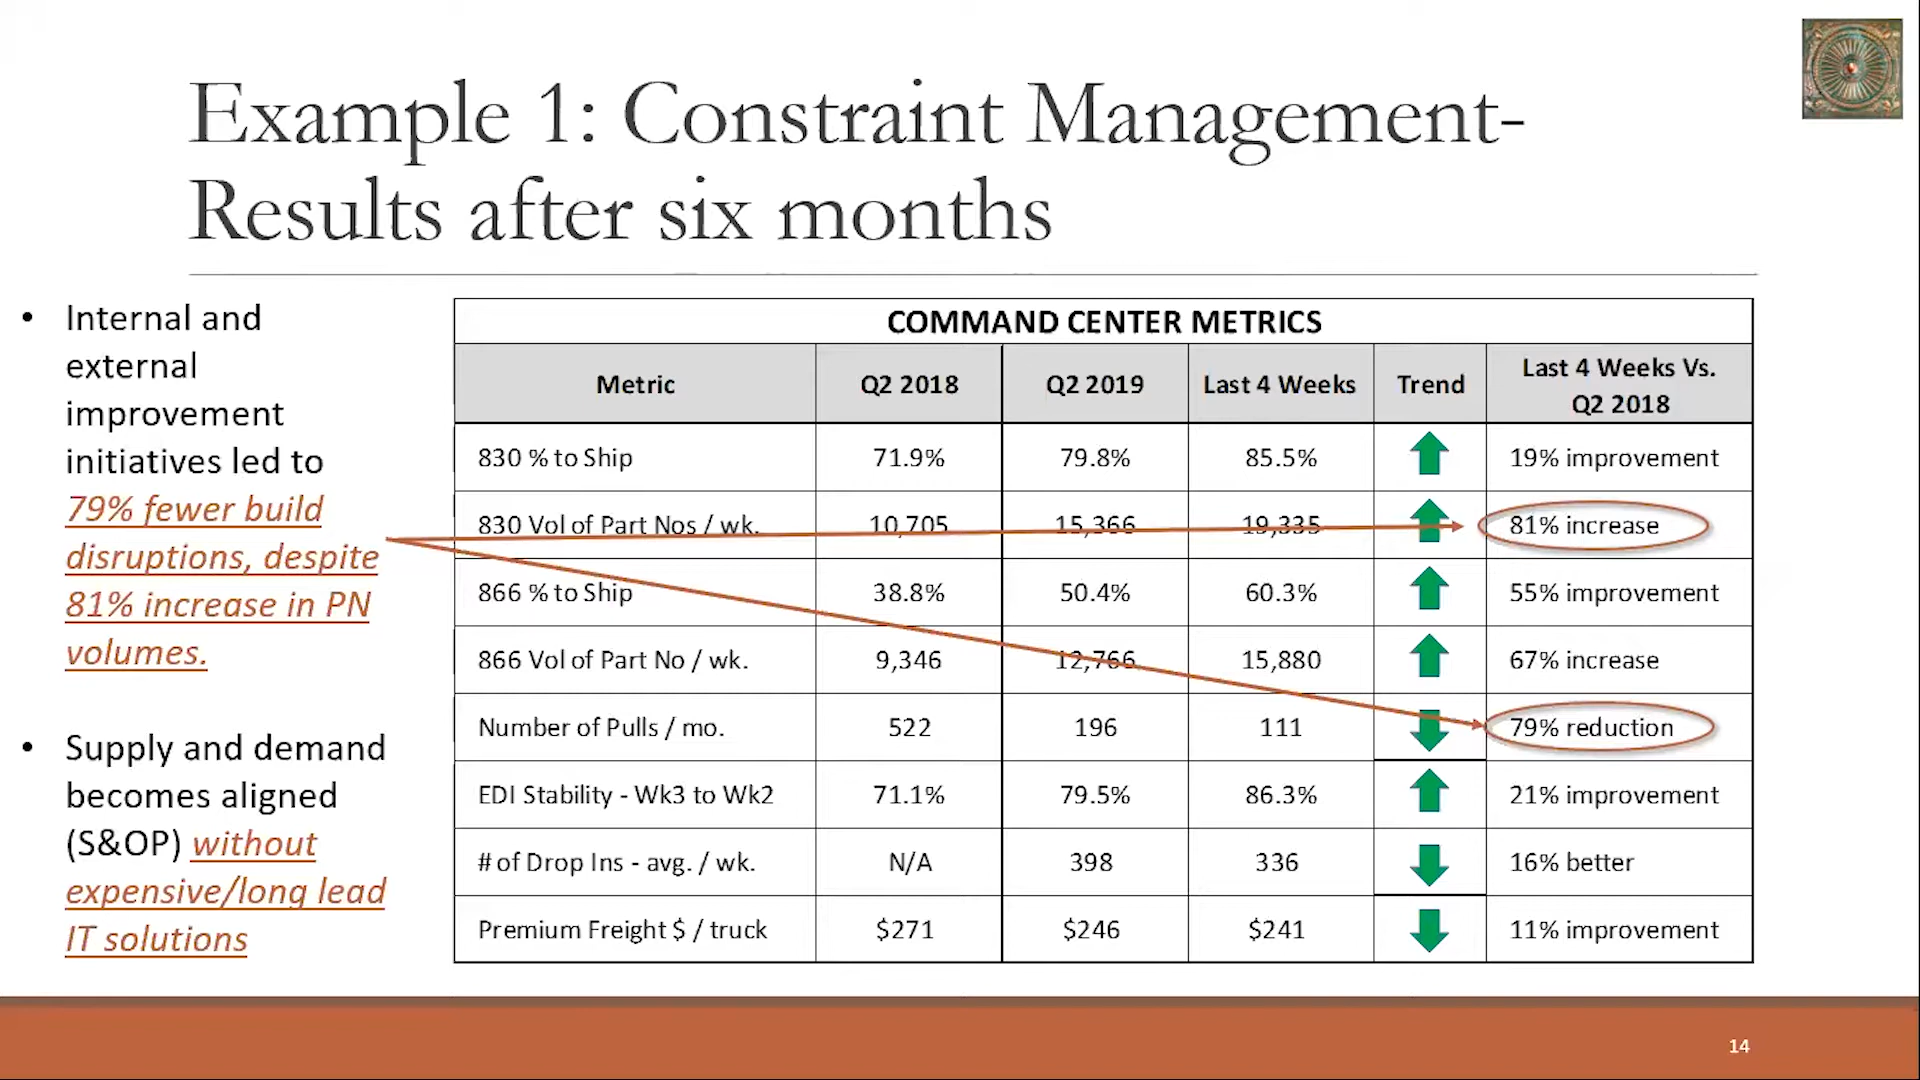 Example 1: Constraint Management-
Results after six months
• Internal and
external
improvement
initiatives led to
79% fewer build
disruptions, despite
81% increase in PN
volumes.
• Supply and demand
becomes aligned
(S&OP) without
expensive/long lead
IT solutions
COMMAND CENTER METRICS
Metric Q2 2018 Q2 2019 Last 4 Weeks Trend Last 4 Weeks Vs. Q2 2018
830 % to Ship 71.9% 79.8% 85.5% 19% improvement
830 Vol of Part Nos / wk. 10,705 15,366 19,335 81% increase
866 % to Ship 38.8% 50.4% 60.3% 55% improvement
866 Vol of Part No / wk. 9,346 12,766 15,880 67% increase
Number of Pulls / mo. 522 196 111 79% reduction
EDI Stability - Wk3 to Wk2 71.1% 79.5% 86.3% 21% improvement
# of Drop Ins - avg. / wk. N/A 398 336 16% better
Premium Freight $ / truck $271 $246 $241 11% improvement
14